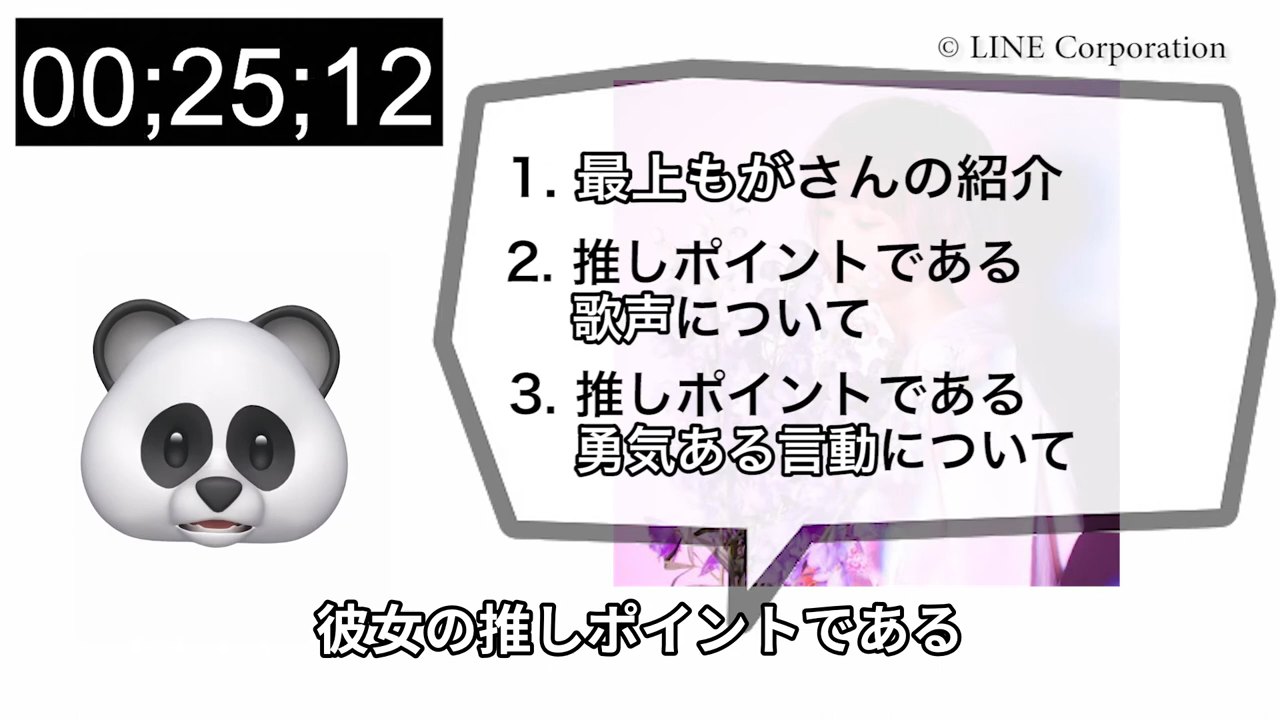 00;25;12
© LINE Corporation
1. 最上もがさんの紹介
2. 推しポイントである
歌声について
3. 推しポイントである
勇気ある言動について
彼女の推しポイントである